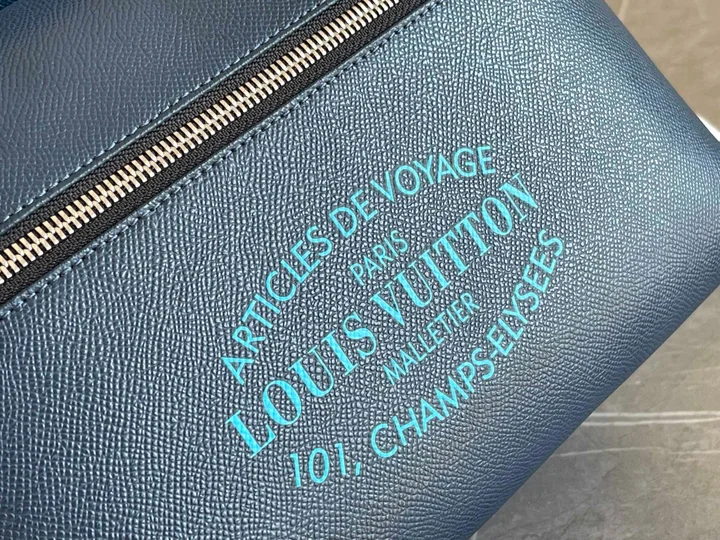 ARTICLES DE VOYAGE
PARIS
LOUIS VUITTON
MALLETIER
101, CHAMPS-ELYSEES